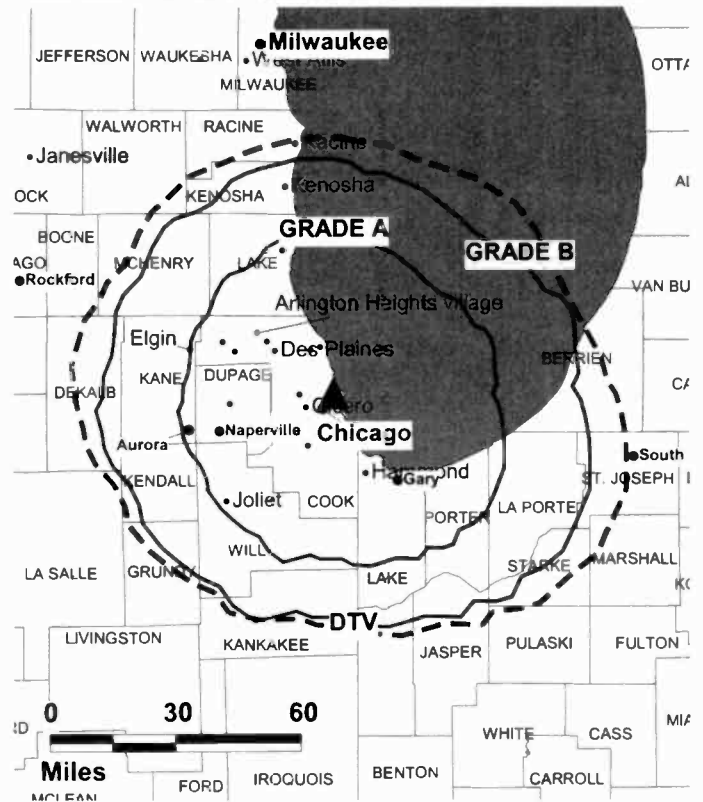 Milwaukee
JEFFERSON WAUKESHA West Allis OTTA
MILWAUKEE
WALWORTH RACINE
Racine
Janesville
OCK KENOSHA Kenosha AL
GRADE A
BOONE GRADE B
AGO MCHENRY LAKE
Rockford VAN BU
Arlington Heights village
Elgin Des Plaines BERRIEN
KANE DUPAGE CA
DEKALB
Cicero
Aurora Naperville Chicago
South
Hammond
KENDALL Gary ST. JOSEPH
Joliet COOK LA PORTE
PORTER
WILL
LA SALLE GRUNDY LAKE STARKE MARSHALL
DTV
LIVINGSTON KANKAKEE PULASKI FULTON
JASPER
0 30 60
WHITE CASS MIA
Miles
FORD IROQUOIS BENTON CARROLL
MCLEAN